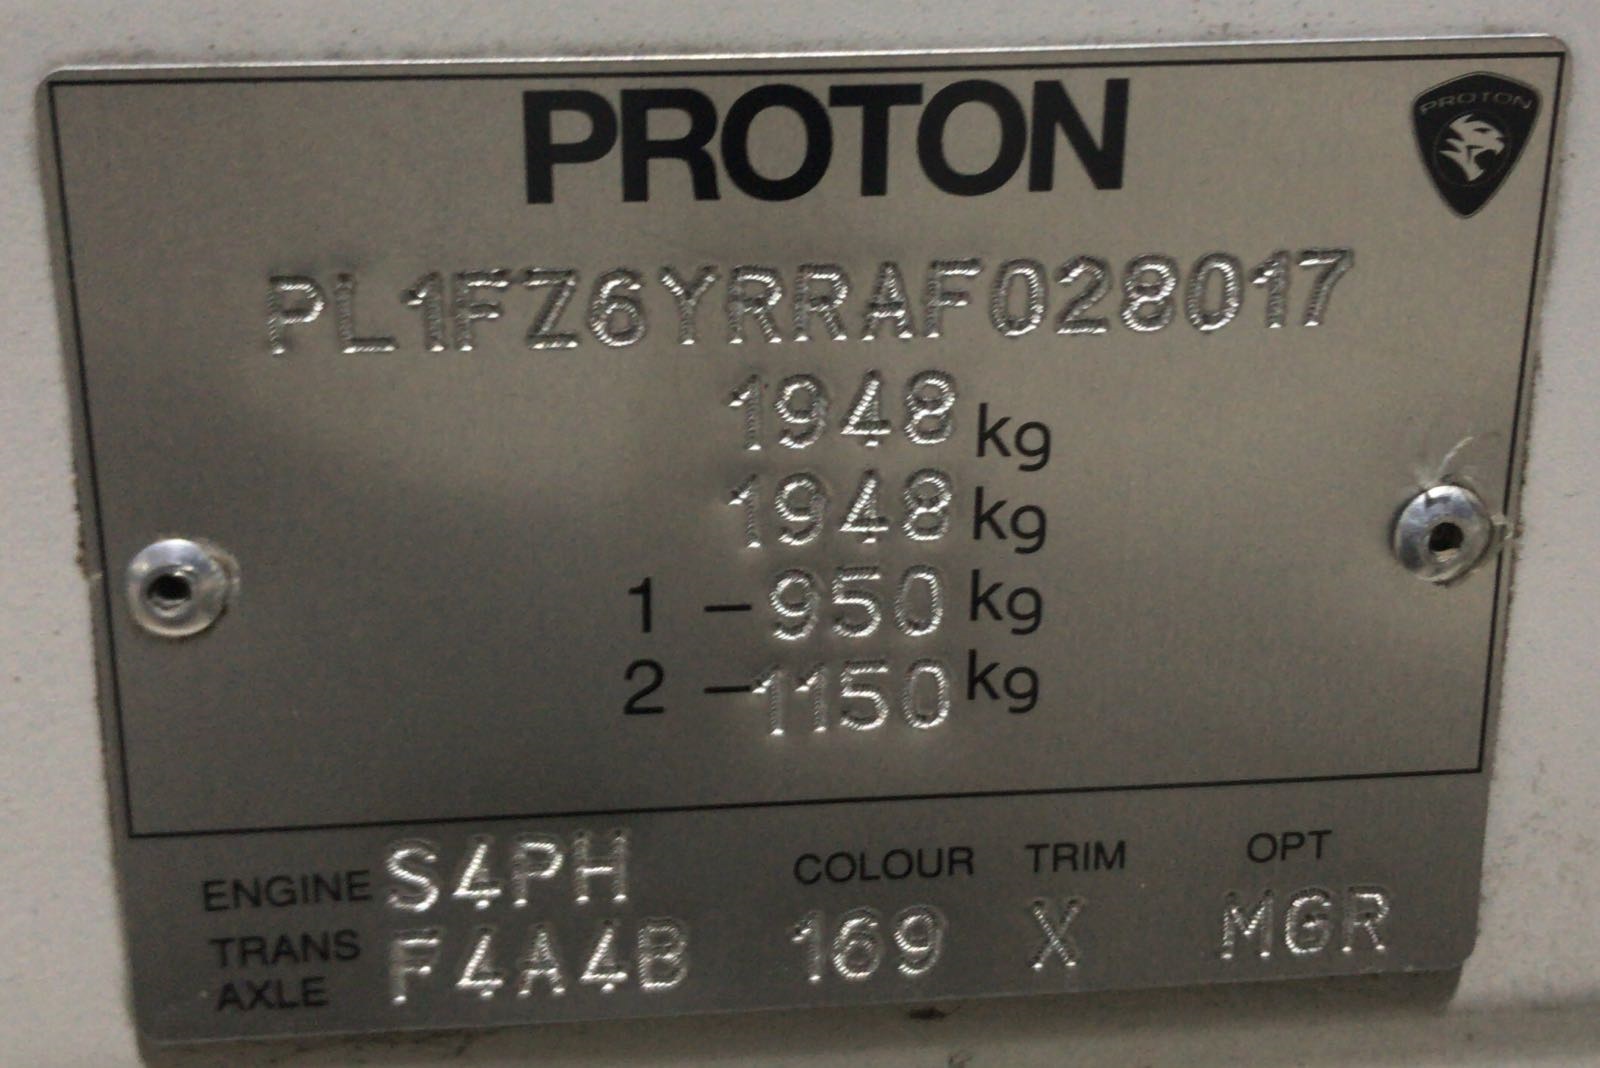 PROTON
PROTON
PL1FZ6YRRAF028017
1948 kg
1948 kg
1 - 950 kg
2 - 1150 kg
ENGINE S4PH COLOUR TRIM OPT
TRANS AXLE F4A4B 169 X MGR